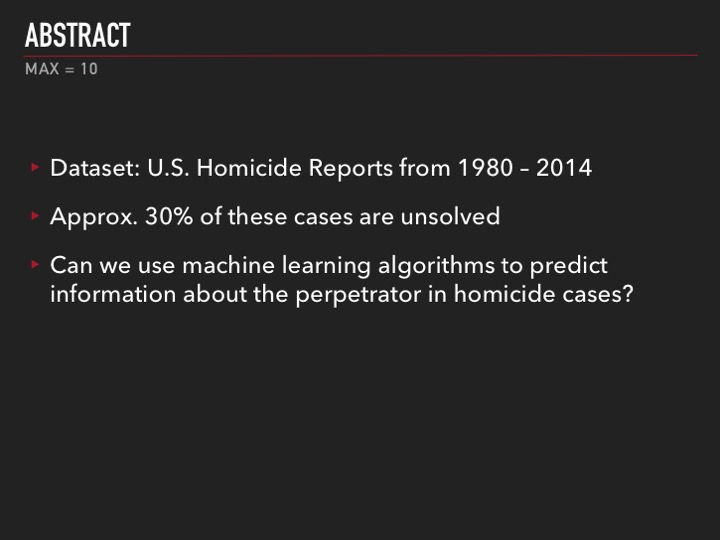 ABSTRACT
MAX = 10
▸ Dataset: U.S. Homicide Reports from 1980 – 2014
▸ Approx. 30% of these cases are unsolved
▸ Can we use machine learning algorithms to predict
information about the perpetrator in homicide cases?